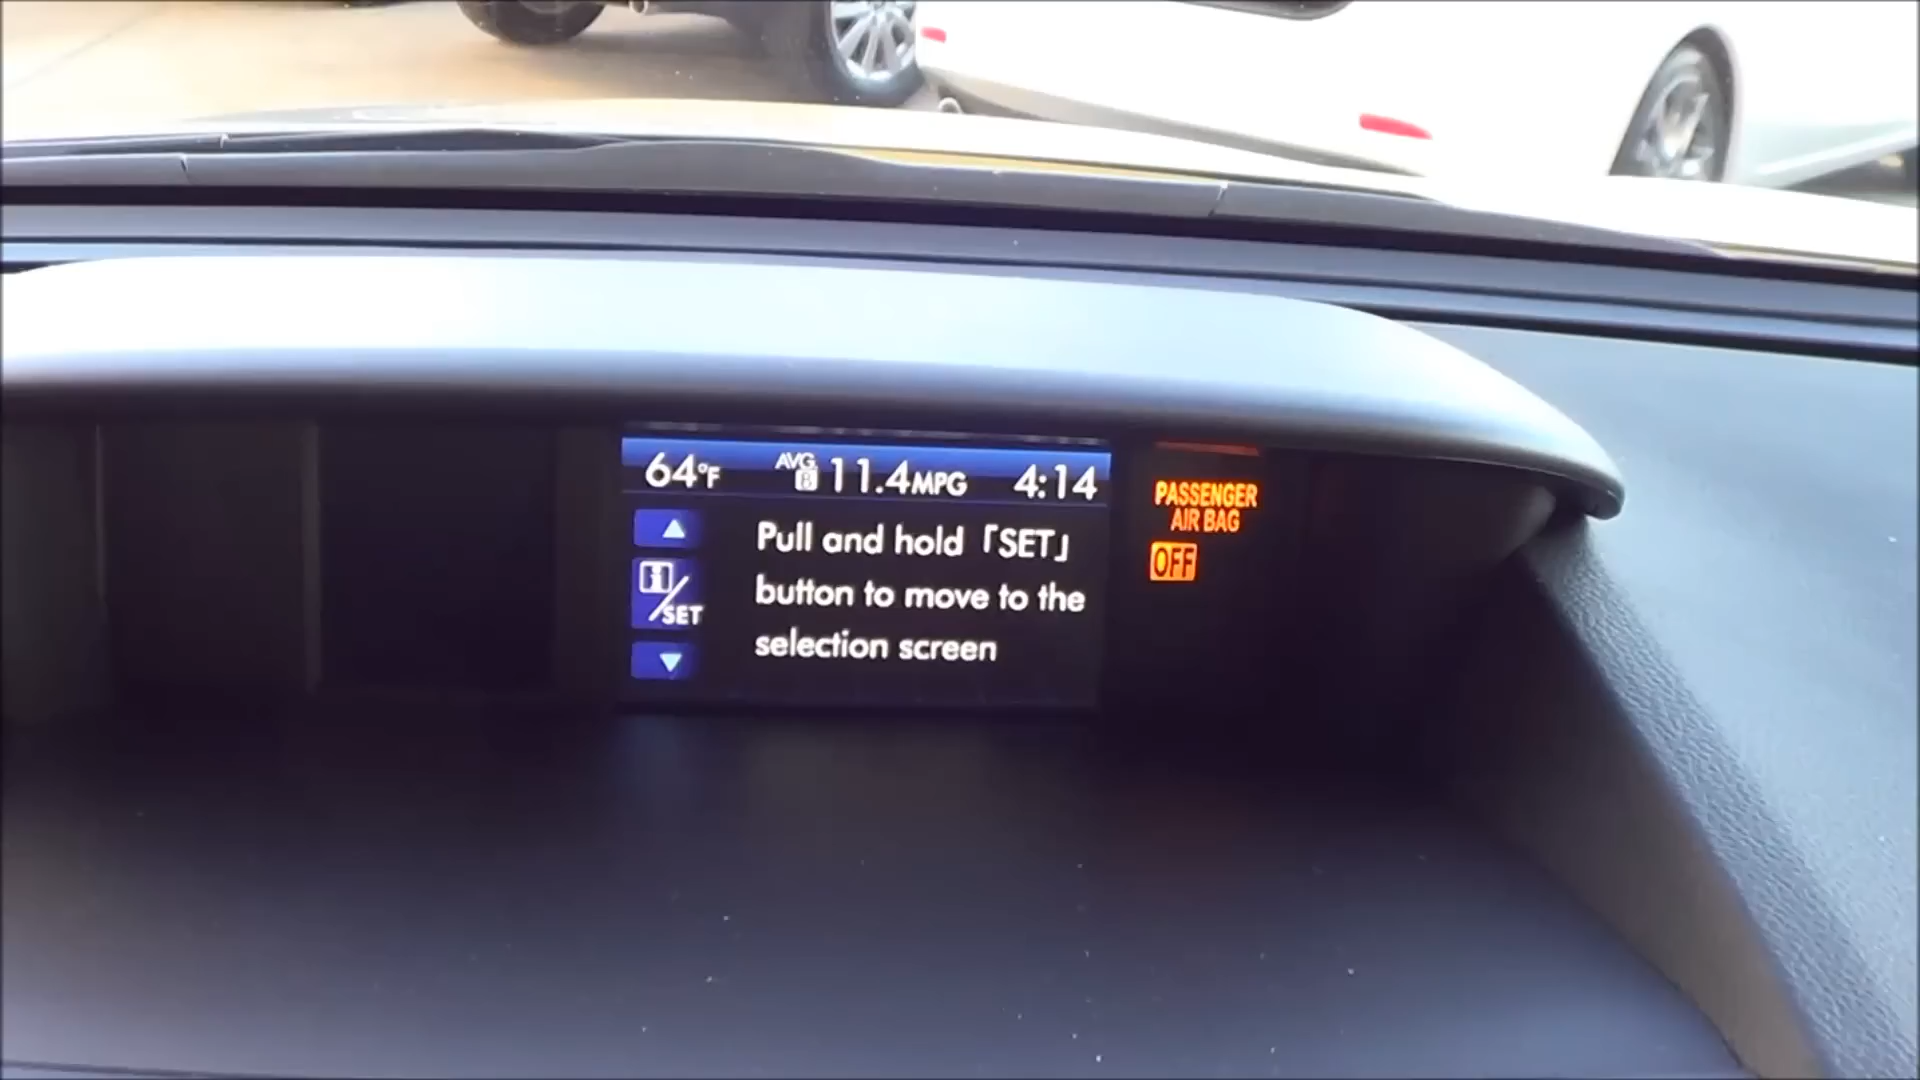 64°F AVG B 11.4MPG 4:14
Pull and hold「SET」
button to move to the
selection screen
i/SET
PASSENGER
AIR BAG
OFF